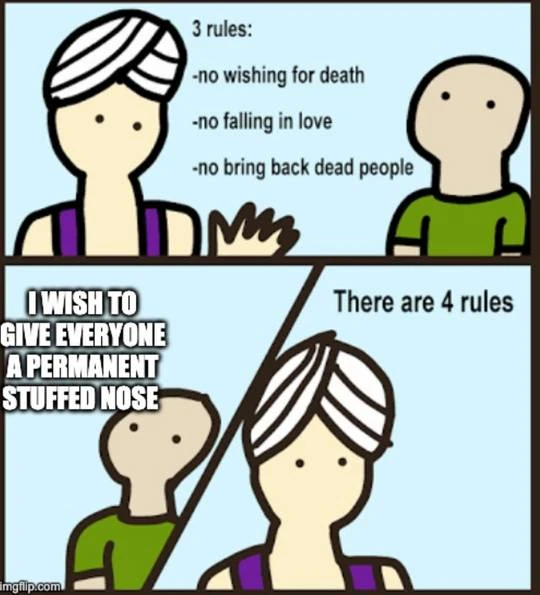 3 rules:
-no wishing for death
-no falling in love
-no bring back dead people
I WISH TO
GIVE EVERYONE
A PERMANENT
STUFFED NOSE
There are 4 rules
imgflip.com